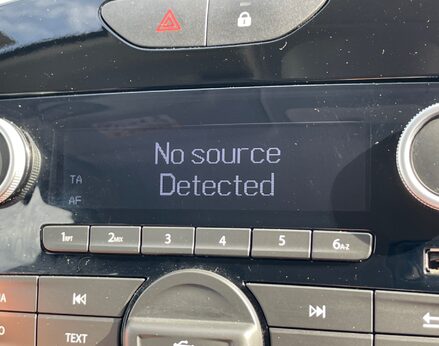 No source
Detected
TA
AF
1RPT
2MIX
3
4
5
6A-Z
TEXT